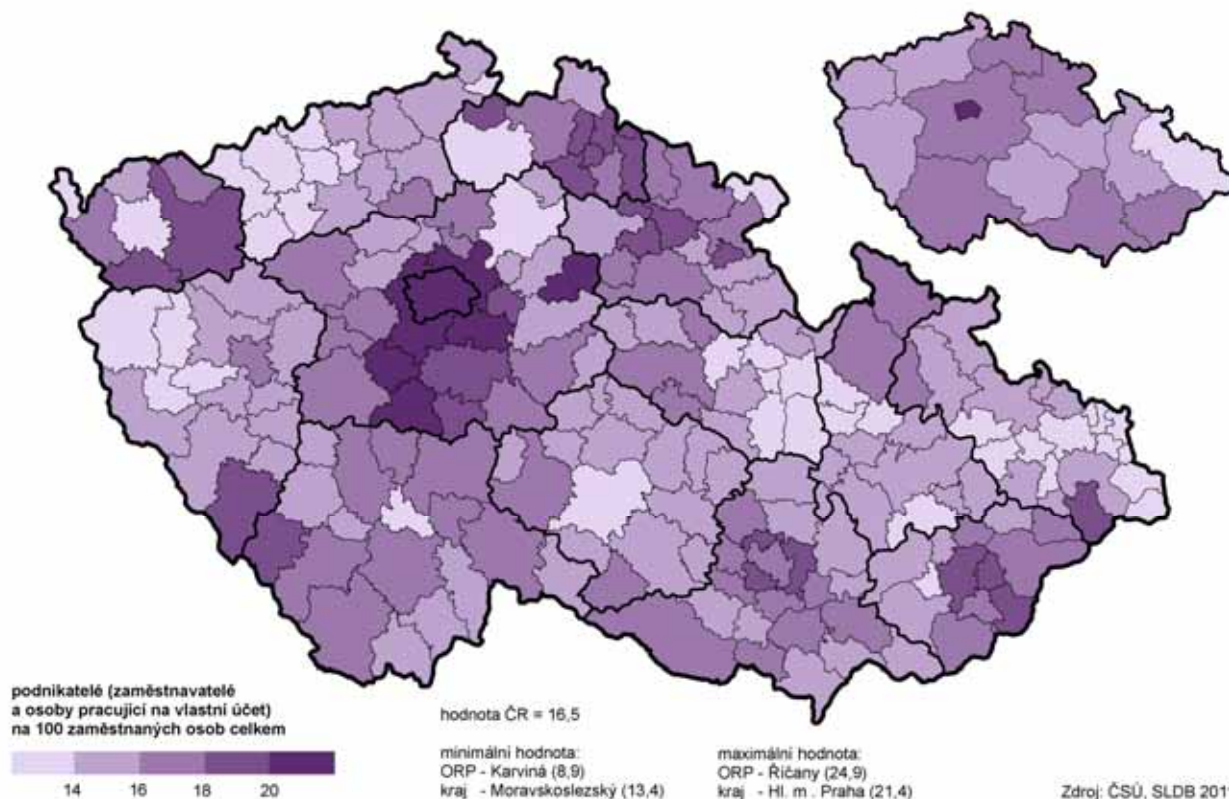 podnikatelé (zaměstnavatelé
a osoby pracující na vlastní účet)
na 100 zaměstnaných osob celkem
14 16 18 20
hodnota ČR = 16,5
minimální hodnota:
ORP - Karviná (8,9)
kraj - Moravskoslezský (13,4)
maximální hodnota:
ORP - Říčany (24,9)
kraj - Hl. m . Praha (21,4)
Zdroj: ČSÚ, SLDB 201